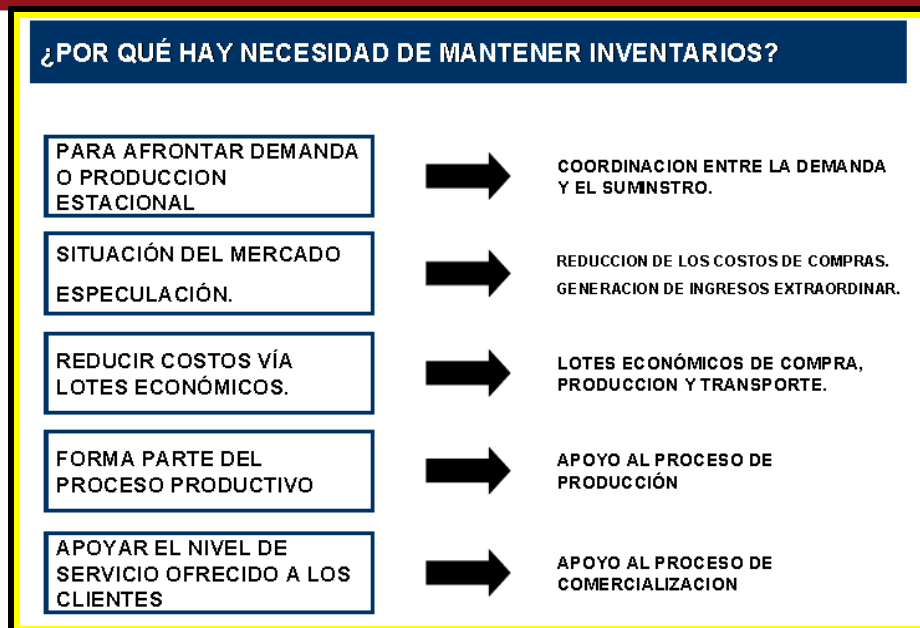 ¿POR QUÉ HAY NECESIDAD DE MANTENER INVENTARIOS?
PARA AFRONTAR DEMANDA
O PRODUCCION
ESTACIONAL
COORDINACION ENTRE LA DEMANDA
Y EL SUMINSTRO.
SITUACIÓN DEL MERCADO
ESPECULACIÓN.
REDUCCION DE LOS COSTOS DE COMPRAS.
GENERACION DE INGRESOS EXTRAORDINAR.
REDUCIR COSTOS VÍA
LOTES ECONÓMICOS.
LOTES ECONÓMICOS DE COMPRA,
PRODUCCION Y TRANSPORTE.
FORMA PARTE DEL
PROCESO PRODUCTIVO
APOYO AL PROCESO DE
PRODUCCIÓN
APOYAR EL NIVEL DE
SERVICIO OFRECIDO A LOS
CLIENTES
APOYO AL PROCESO DE
COMERCIALIZACION